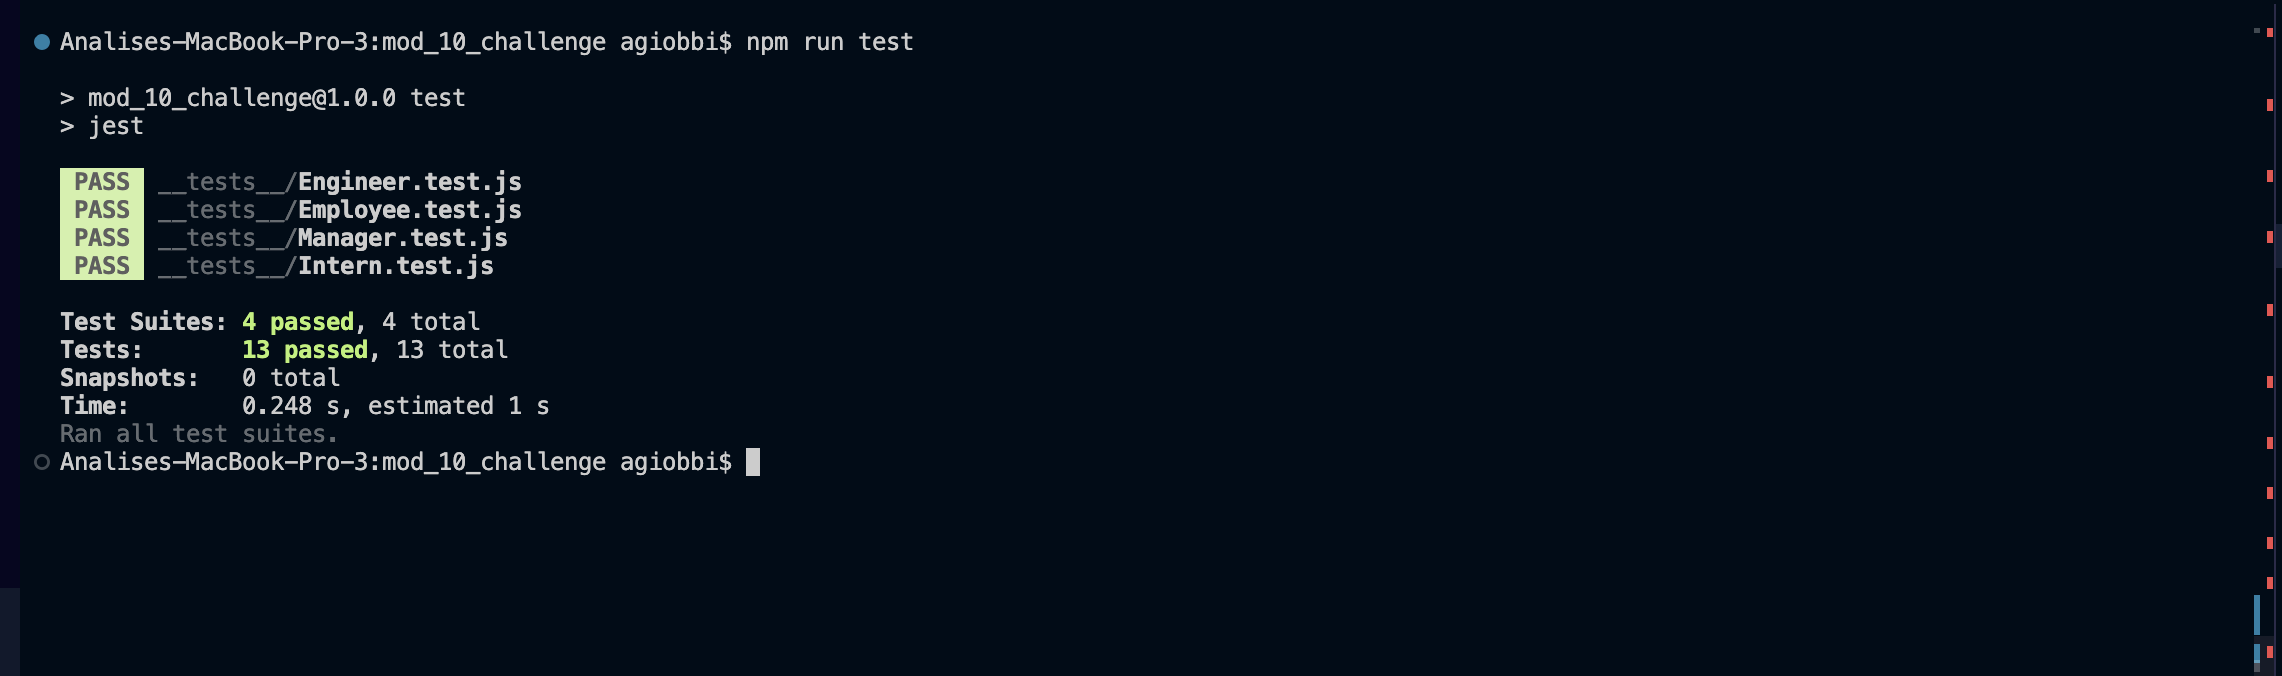 Analises-MacBook-Pro-3:mod_10_challenge agiobbi$ npm run test
> mod_10_challenge@1.0.0 test
> jest
PASS __tests__/Engineer.test.js
PASS __tests__/Employee.test.js
PASS __tests__/Manager.test.js
PASS __tests__/Intern.test.js
Test Suites: 4 passed, 4 total
Tests: 13 passed, 13 total
Snapshots: 0 total
Time: 0.248 s, estimated 1 s
Ran all test suites.
Analises-MacBook-Pro-3:mod_10_challenge agiobbi$